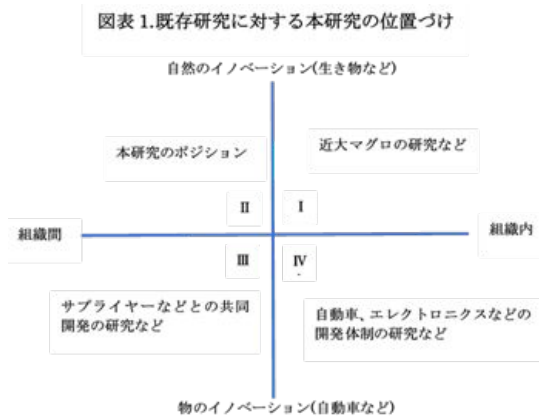 図表 1.既存研究に対する本研究の位置づけ
自然のイノベーション(生き物など)
本研究のポジション
近大マグロの研究など
II
I
組織間
組織内
III
IV
サプライヤーなどとの共同
開発の研究など
自動車、エレクトロニクスなどの
開発体制の研究など
物のイノベーション(自動車など)